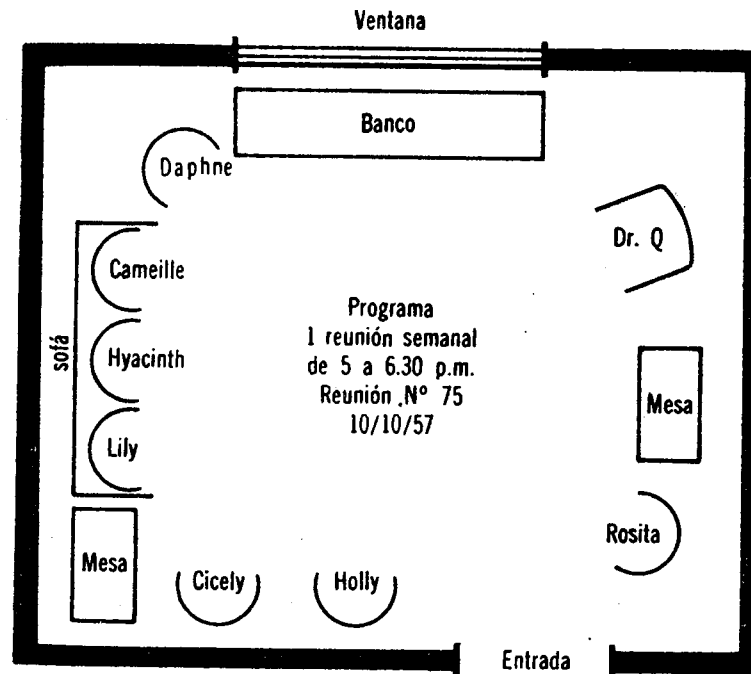 Ventana
Banco
Daphne
Dr. Q
Cameille
sofá
Hyacinth
Lily
Programa
1 reunión semanal
de 5 a 6.30 p.m.
Reunión Nº 75
10/10/57
Mesa
Rosita
Mesa
Cicely
Holly
Entrada